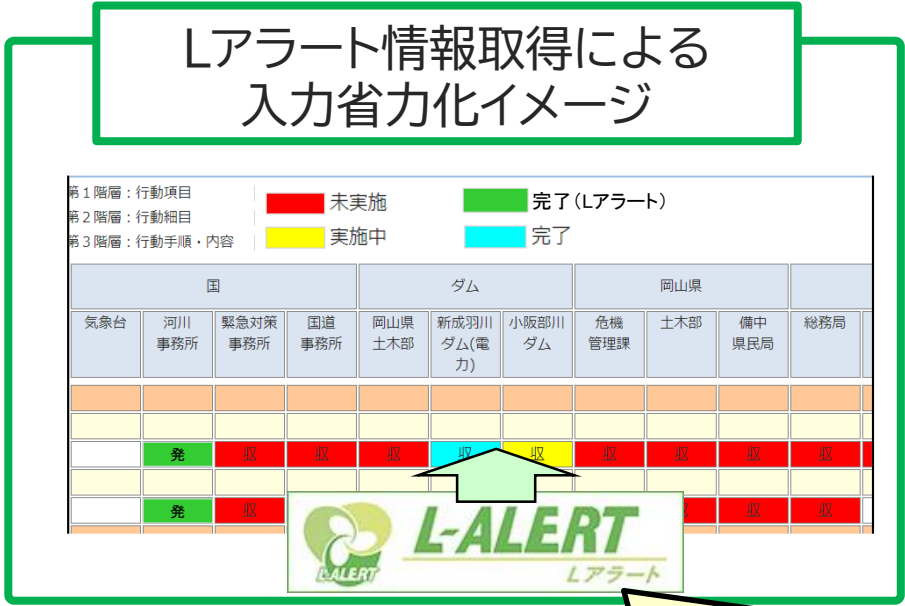 Lアラート情報取得による
入力省力化イメージ
第1階層：行動項目
第2階層：行動細目
第3階層：行動手順・内容
未実施
完了(Lアラート)
実施中
完了
国
ダム
岡山県
気象台
河川
事務所
緊急対策
事務所
国道
事務所
岡山県
土木部
新成羽川
ダム(電
力)
小阪部川
ダム
危機
管理課
土木部
備中
県民局
総務局
発 収 収 収 収 収 収 収 収 収
発 収 収 収 収
L-ALERT
L-ALERT
Lアラート